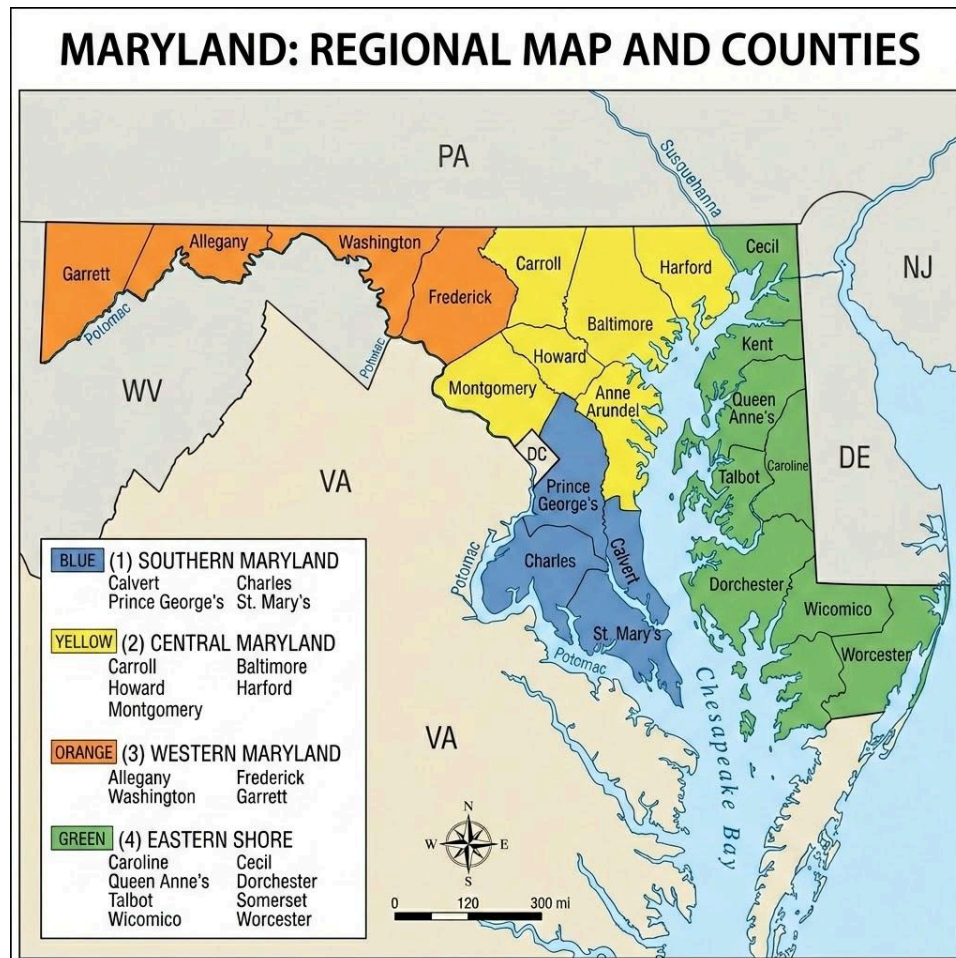 MARYLAND: REGIONAL MAP AND COUNTIES
PA
Susquehanna
NJ
Garrett
Allegany
Washington
Frederick
Carroll
Harford
Cecil
Baltimore
Kent
Howard
Montgomery
Anne
Arundel
Queen
Anne's
Potomac
Pohmac
WV
VA
DC
DE
Talbot
Caroline
Prince
George's
Charles
Calvert
St. Mary's
Dorchester
Wicomico
Worcester
Potomac
Potomac
VA
Chesapeake Bay
BLUE (1) SOUTHERN MARYLAND
Calvert Charles
Prince George's St. Mary's
YELLOW (2) CENTRAL MARYLAND
Carroll Baltimore
Howard Harford
Montgomery
ORANGE (3) WESTERN MARYLAND
Allegany Frederick
Washington Garrett
GREEN (4) EASTERN SHORE
Caroline Cecil
Queen Anne's Dorchester
Talbot Somerset
Wicomico Worcester
N
W E
S
0 120 300 mi